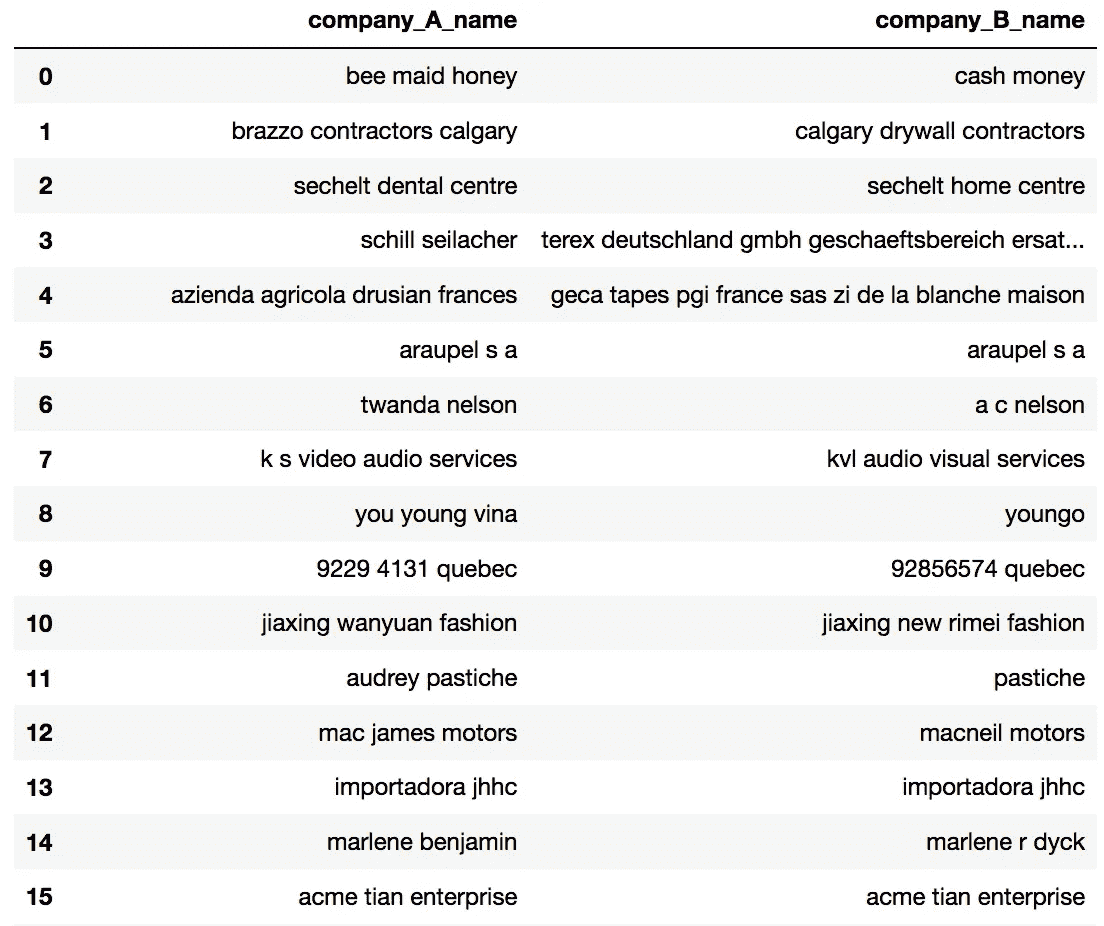 company_A_name company_B_name
0 bee maid honey cash money
1 brazzo contractors calgary calgary drywall contractors
2 sechelt dental centre sechelt home centre
3 schill seilacher terex deutschland gmbh geschaeftsbereich ersat...
4 azienda agricola drusian frances geca tapes pgi france sas zi de la blanche maison
5 araupel s a araupel s a
6 twanda nelson a c nelson
7 k s video audio services kvl audio visual services
8 you young vina youngo
9 9229 4131 quebec 92856574 quebec
10 jiaxing wanyuan fashion jiaxing new rimei fashion
11 audrey pastiche pastiche
12 mac james motors macneil motors
13 importadora jhhc importadora jhhc
14 marlene benjamin marlene r dyck
15 acme tian enterprise acme tian enterprise